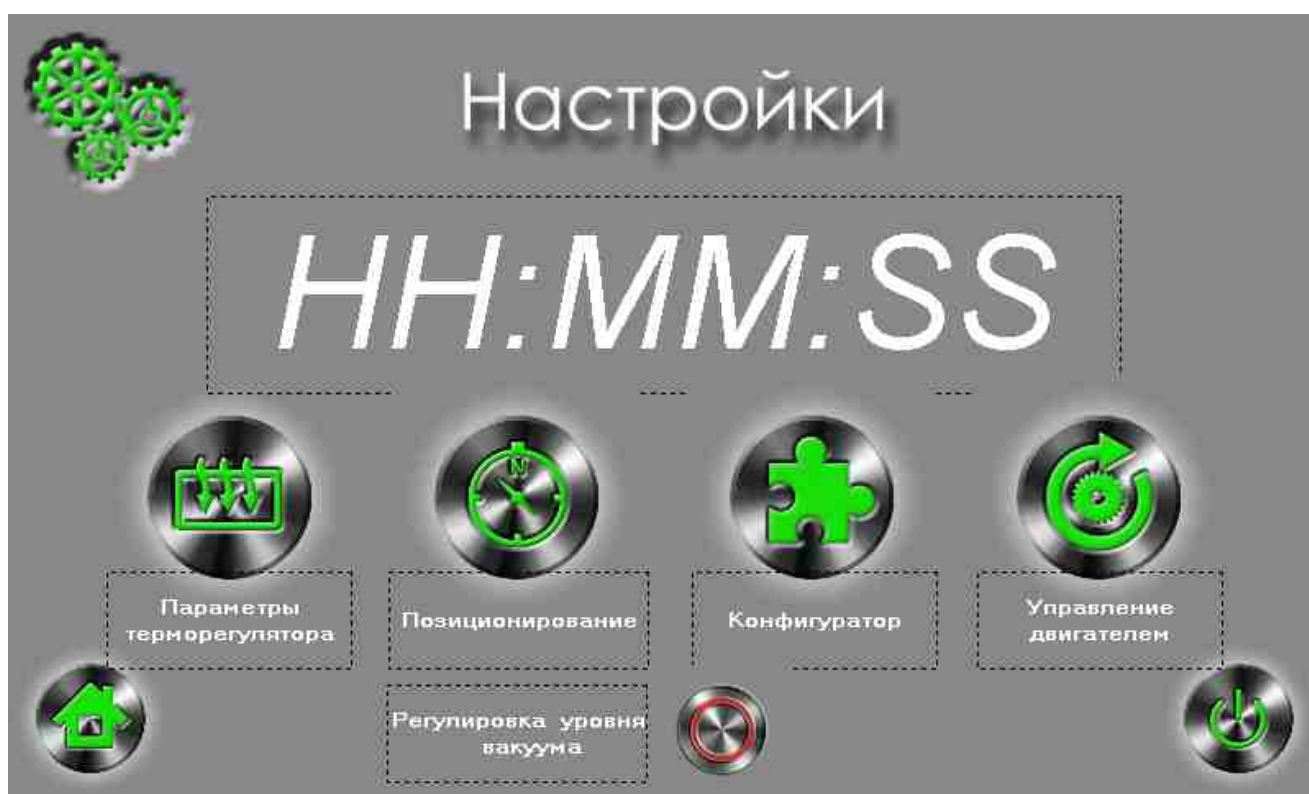 Настройки
HH:MM:SS
N
Параметры
терморегулятора
Позиционирование
Конфигуратор
Управление
двигателем
Регулировка уровня
вакуума